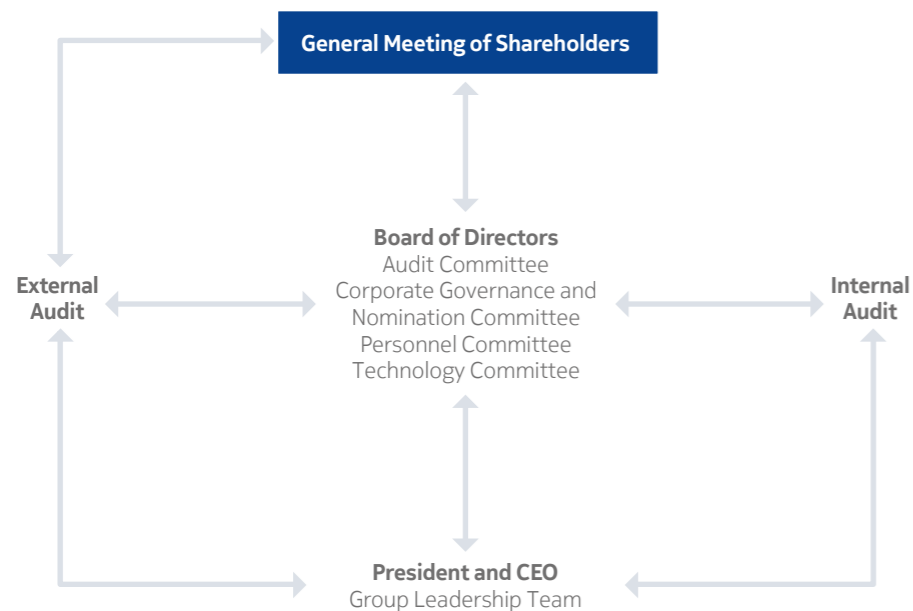 General Meeting of Shareholders
Board of Directors
Audit Committee
Corporate Governance and
Nomination Committee
Personnel Committee
Technology Committee
External
Audit
Internal
Audit
President and CEO
Group Leadership Team